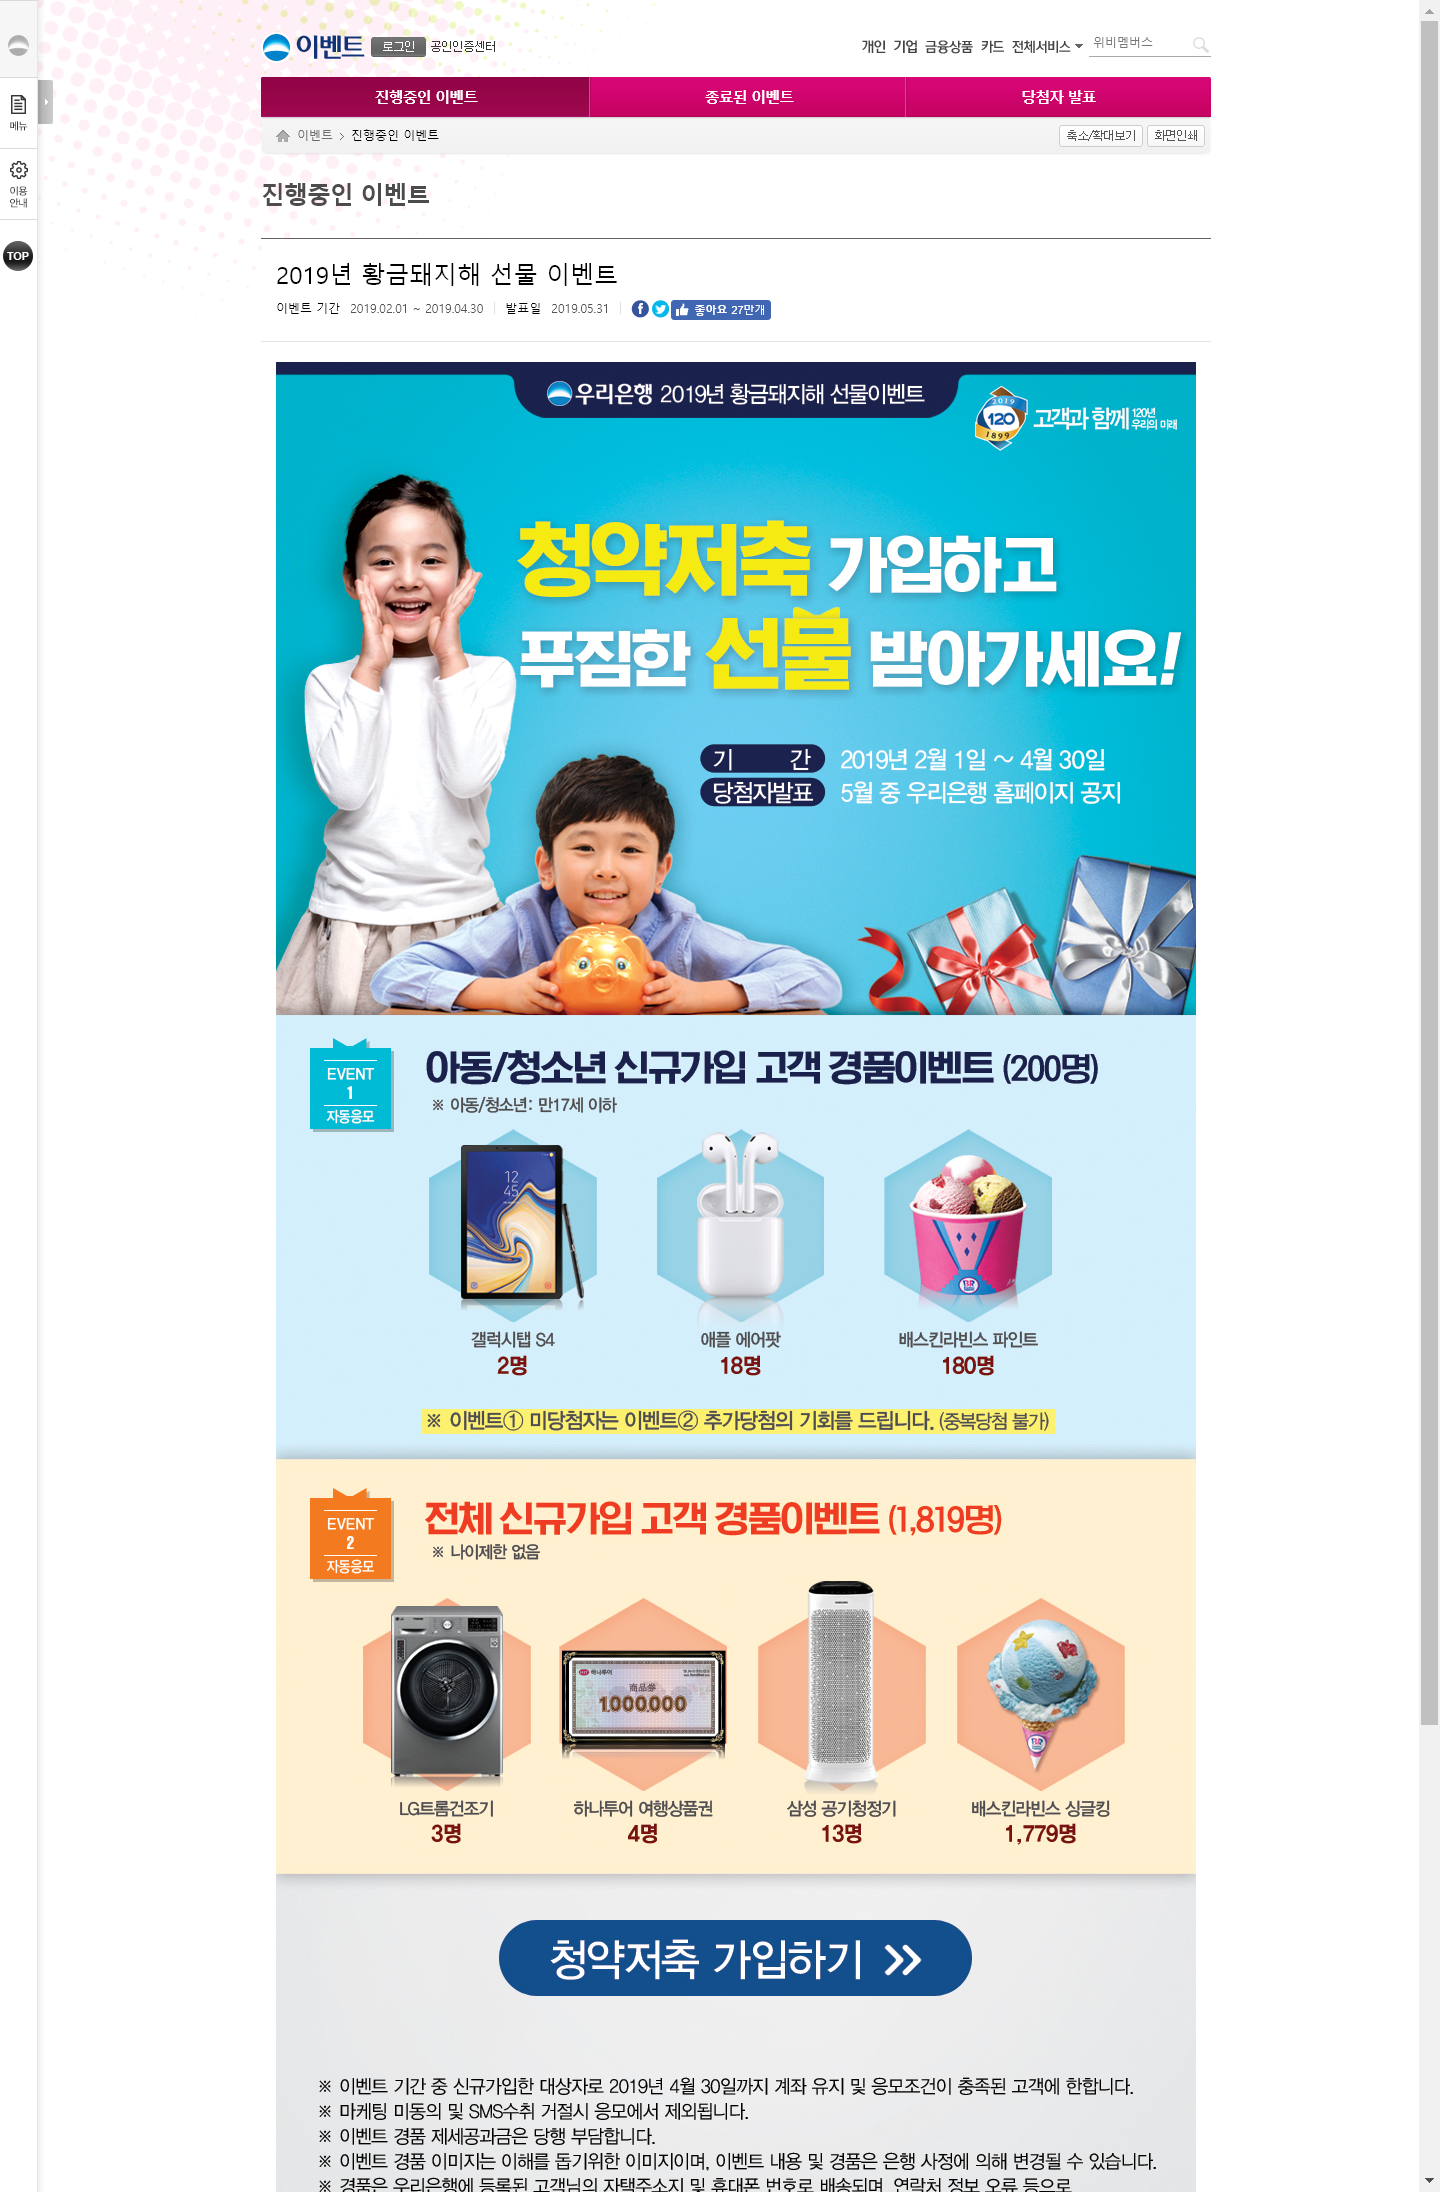 이벤트 로그인 공인인증센터
개인 기업 금융상품 카드 전체서비스 위비멤버스
진행중인 이벤트 종료된 이벤트 당첨자 발표
이벤트 > 진행중인 이벤트 축소/확대보기 화면인쇄
메뉴
이용
안내
TOP
진행중인 이벤트
2019년 황금돼지해 선물 이벤트
이벤트 기간 2019.02.01 ~ 2019.04.30 발표일 2019.05.31 좋아요 27만개
우리은행 2019년 황금돼지해 선물이벤트
2019
120
1899
고객과 함께 120년
우리의 미래
청약저축 가입하고
푸짐한 선물 받아가세요!
기 간 2019년 2월 1일 ~ 4월 30일
당첨자발표 5월 중 우리은행 홈페이지 공지
EVENT
1
자동응모
아동/청소년 신규가입 고객 경품이벤트 (200명)
※ 아동/청소년: 만17세 이하
12
45
BR
갤럭시탭 S4 애플 에어팟 배스킨라빈스 파인트
2명 18명 180명
※ 이벤트① 미당첨자는 이벤트② 추가당첨의 기회를 드립니다. (중복당첨 불가)
EVENT
2
자동응모
전체 신규가입 고객 경품이벤트 (1,819명)
※ 나이제한 없음
하나투어
商品券
1,000,000
BR
LG트롬건조기 하나투어 여행상품권 삼성 공기청정기 배스킨라빈스 싱글킹
3명 4명 13명 1,779명
청약저축 가입하기 >>
※ 이벤트 기간 중 신규가입한 대상자로 2019년 4월 30일까지 계좌 유지 및 응모조건이 충족된 고객에 한합니다.
※ 마케팅 미동의 및 SMS수취 거절시 응모에서 제외됩니다.
※ 이벤트 경품 제세공과금은 당행 부담합니다.
※ 이벤트 경품 이미지는 이해를 돕기위한 이미지이며, 이벤트 내용 및 경품은 은행 사정에 의해 변경될 수 있습니다.
※ 경품은 우리은행에 등록된 고객님의 자택주소지 및 휴대폰 번호로 배송되며, 연락처 정보 오류 등으로